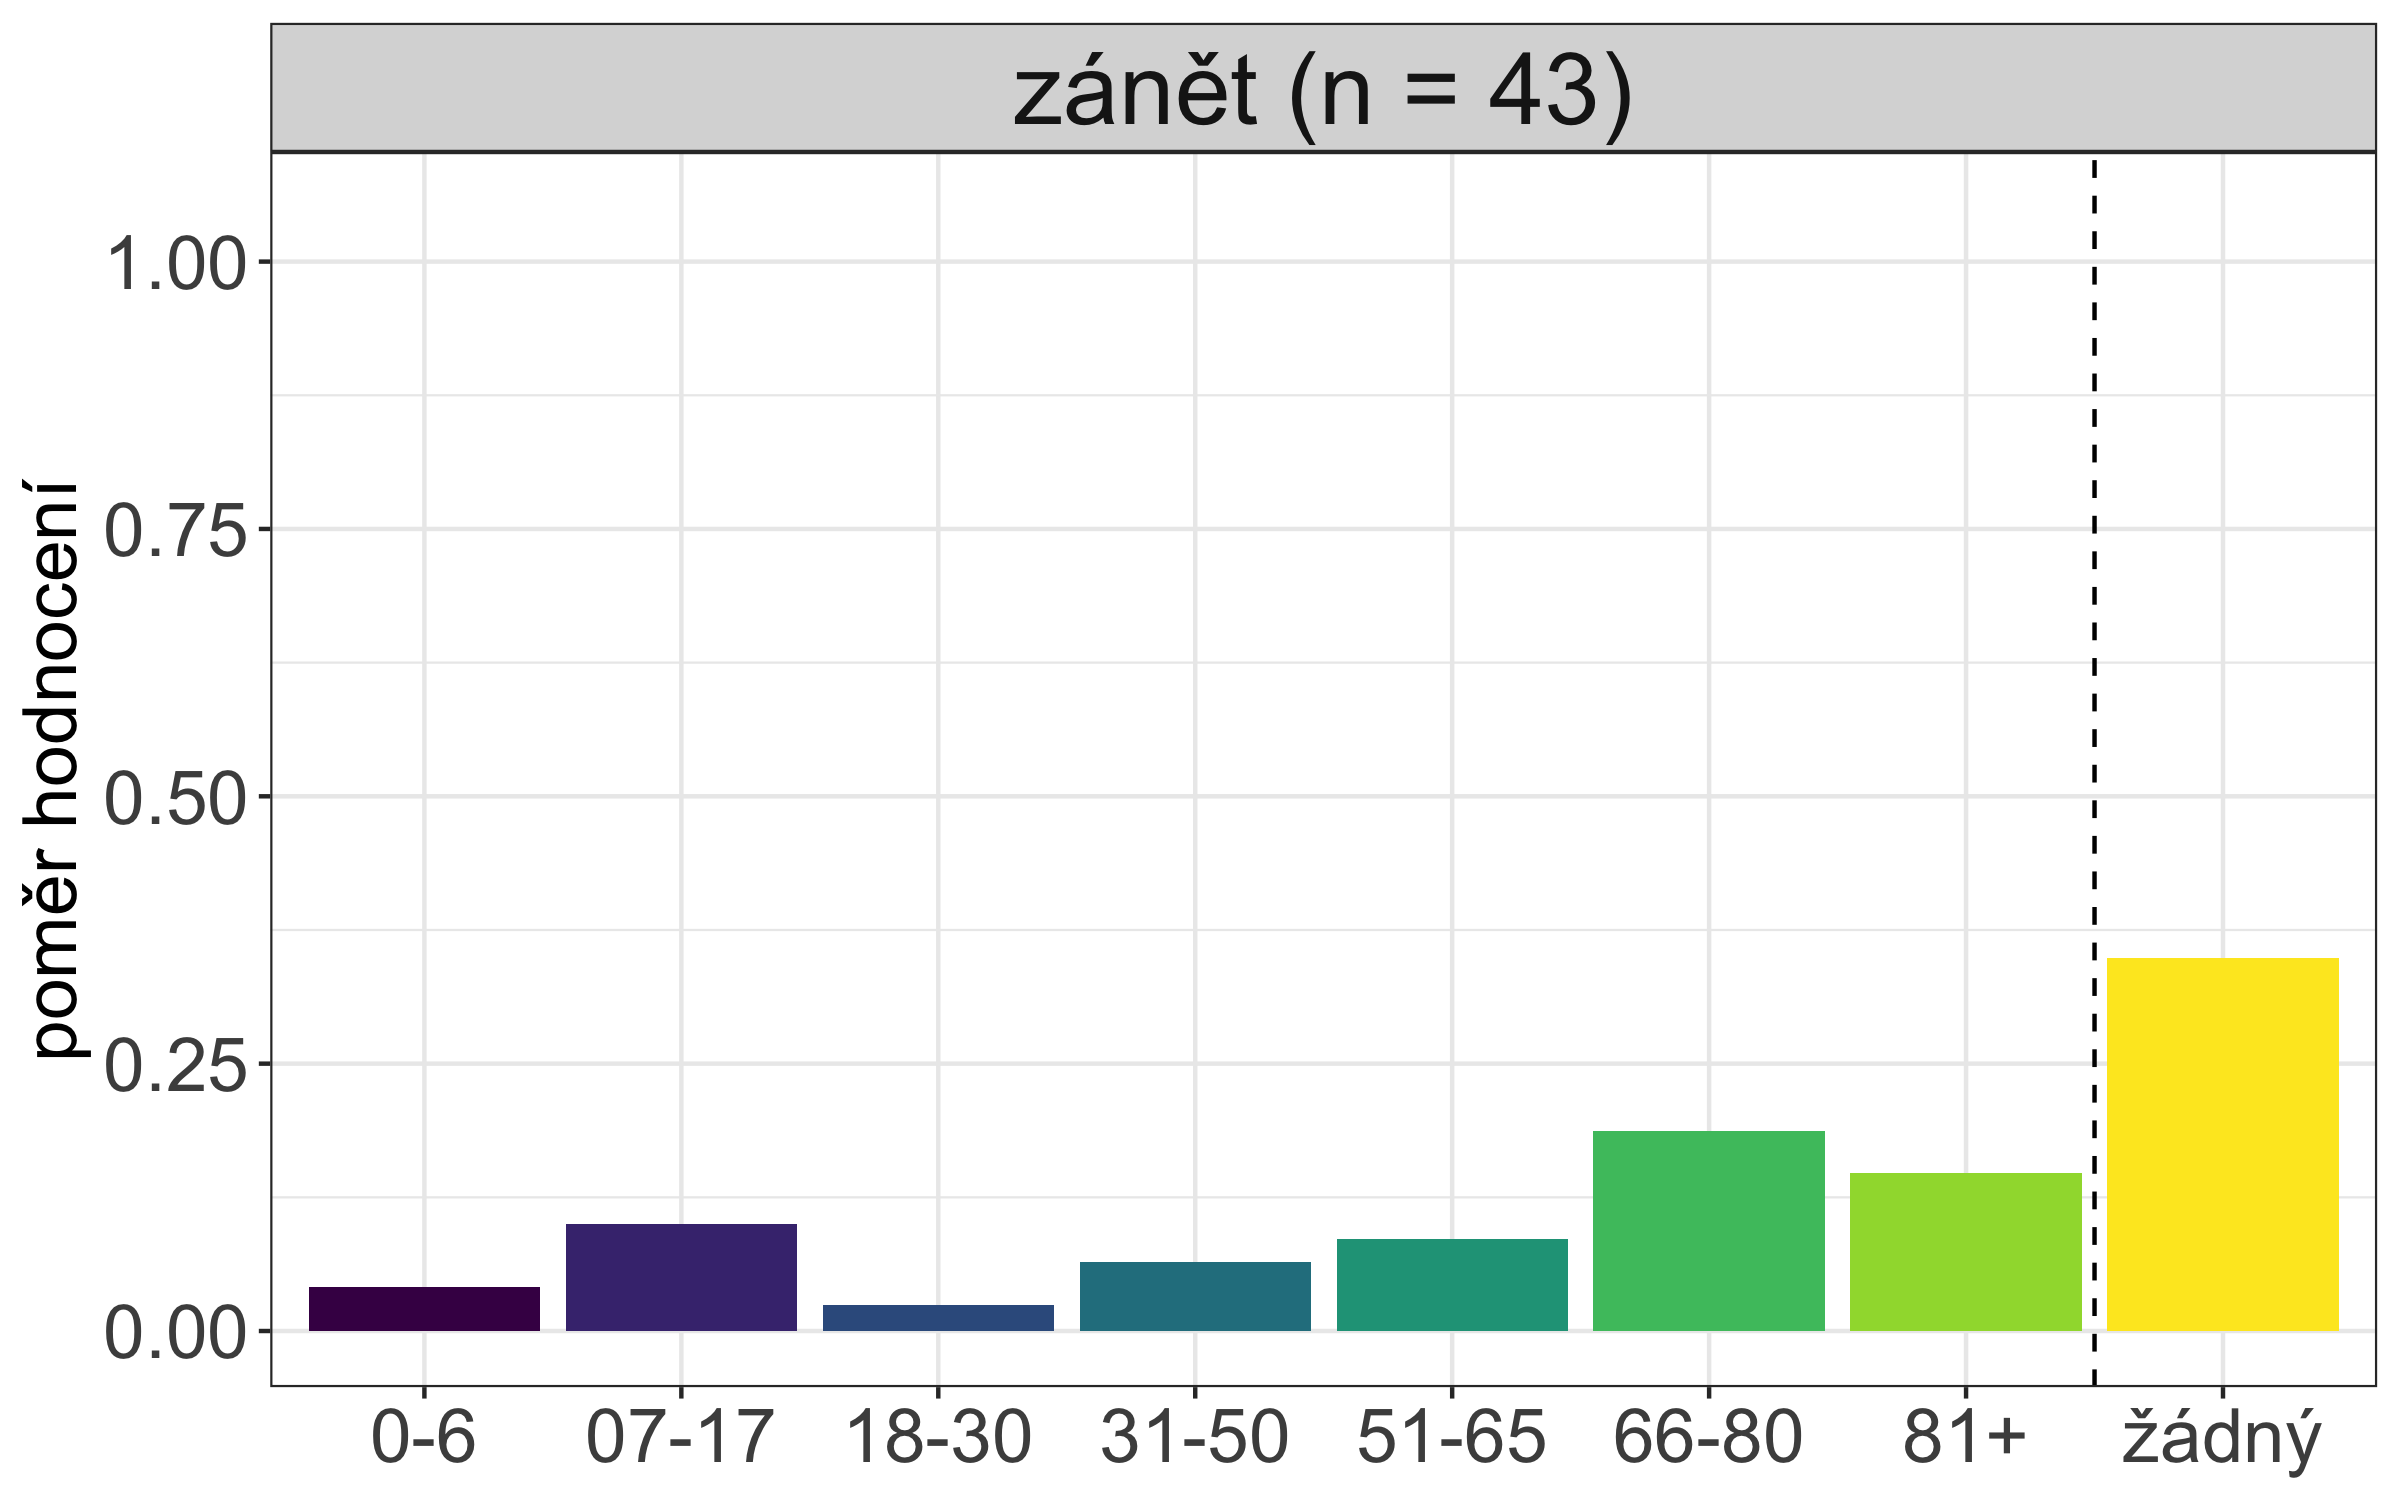 zánět (n = 43)
poměr hodnocení
1.00
0.75
0.50
0.25
0.00
0-6 07-17 18-30 31-50 51-65 66-80 81+ žádný